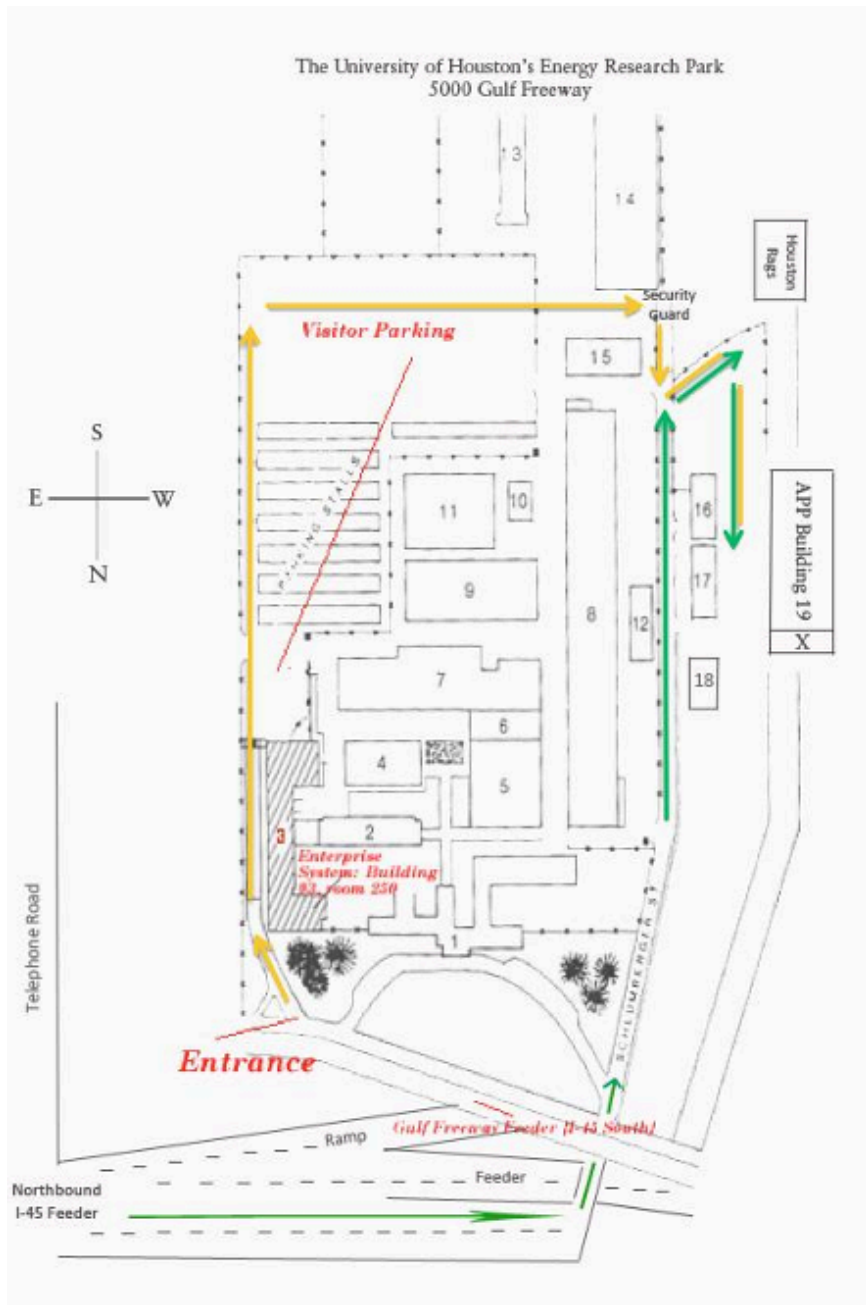 The University of Houston's Energy Research Park
5000 Gulf Freeway
13
14
Houston
Rags
Security
Guard
Visitor Parking
15
S
E
W
N
PARKING STALLS
11
10
16
APP Building 19
X
9
17
8
12
18
7
6
4
5
3
2
Enterprise
System: Building
#3, room 250
1
SCHLUMBERGER ST
Telephone Road
Entrance
Gulf Freeway Feeder (I-45 South)
Ramp
Feeder
Northbound
I-45 Feeder